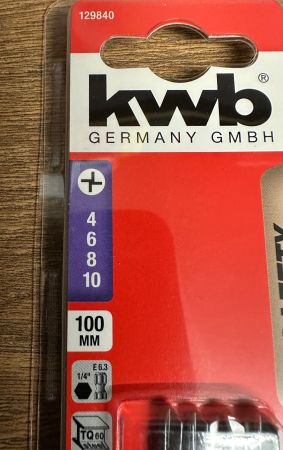 129840
kwb®
GERMANY GMBH
4
6
8
10
100
MM
E 6.3
1/4"
TQ 60